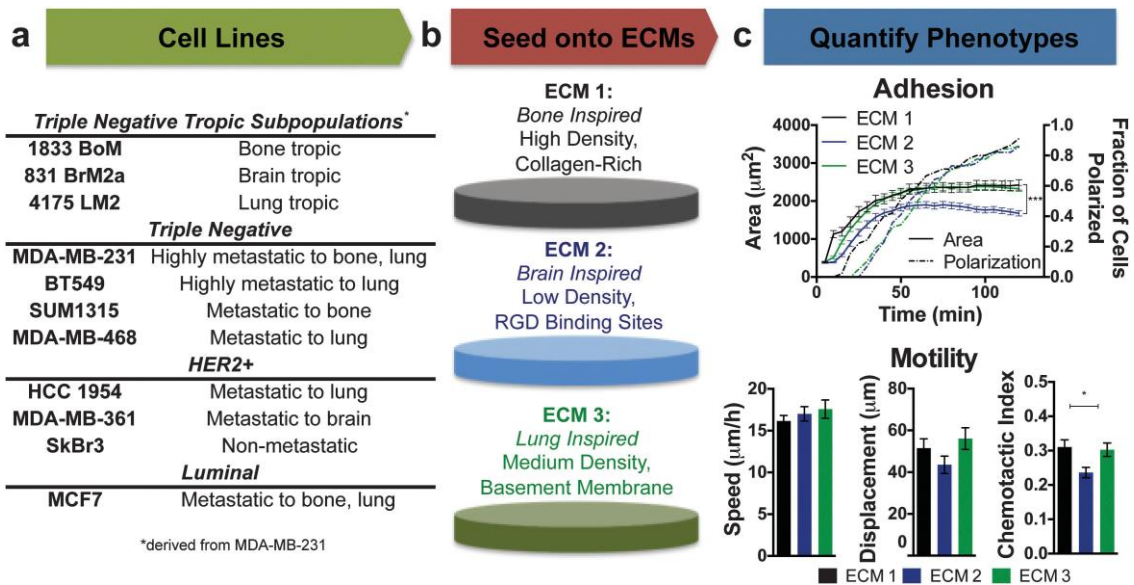 a
Cell Lines
Triple Negative Tropic Subpopulations*
1833 BoM Bone tropic
831 BrM2a Brain tropic
4175 LM2 Lung tropic
Triple Negative
MDA-MB-231 Highly metastatic to bone, lung
BT549 Highly metastatic to lung
SUM1315 Metastatic to bone
MDA-MB-468 Metastatic to lung
HER2+
HCC 1954 Metastatic to lung
MDA-MB-361 Metastatic to brain
SkBr3 Non-metastatic
Luminal
MCF7 Metastatic to bone, lung
*derived from MDA-MB-231
b
Seed onto ECMs
ECM 1:
Bone Inspired
High Density,
Collagen-Rich
ECM 2:
Brain Inspired
Low Density,
RGD Binding Sites
ECM 3:
Lung Inspired
Medium Density,
Basement Membrane
c
Quantify Phenotypes
Adhesion
Area (μm²)
4000
3000
2000
1000
0
ECM 1
ECM 2
ECM 3
Area
Polarization
***
1.0
0.8
0.6
0.4
0.2
0.0
Fraction of Cells
Polarized
0 50 100
Time (min)
Motility
Speed (μm/h)
20
15
10
5
0
Displacement (μm)
80
60
40
20
0
Chemotactic Index
0.5
0.4
0.3
0.2
0.1
0.0
*
ECM 1 ECM 2 ECM 3